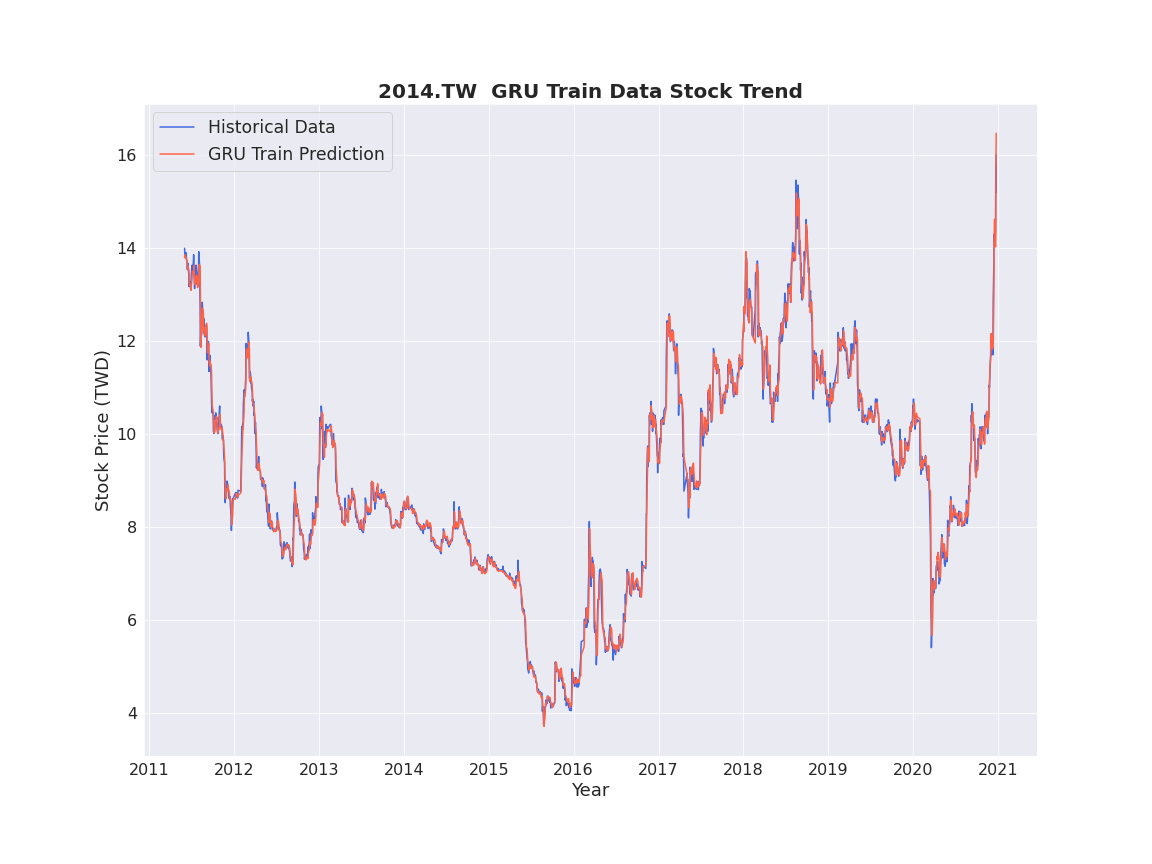 2014.TW  GRU Train Data Stock Trend
Historical Data
GRU Train Prediction
16
14
12
10
8
6
4
Stock Price (TWD)
2011 2012 2013 2014 2015 2016 2017 2018 2019 2020 2021
Year